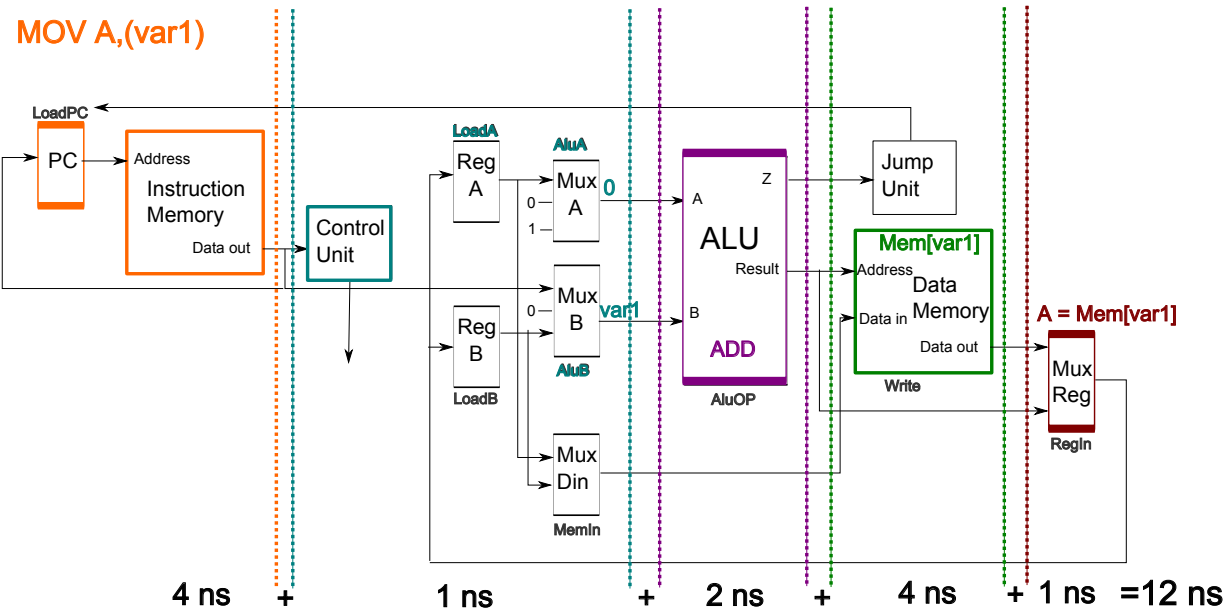 MOV A,(var1)
LoadPC
PC
Address
Instruction
Memory
Data out
Control
Unit
LoadA
Reg
A
AluA
Mux
A
0
1
0
Mux
B
0
var1
AluB
Reg
B
LoadB
Mux
Din
MemIn
A
Z
ALU
Result
B
ADD
AluOP
Jump
Unit
Mem[var1]
Address
Data
Memory
Data in
Data out
Write
A = Mem[var1]
Mux
Reg
RegIn
4 ns + 1 ns + 2 ns + 4 ns + 1 ns =12 ns